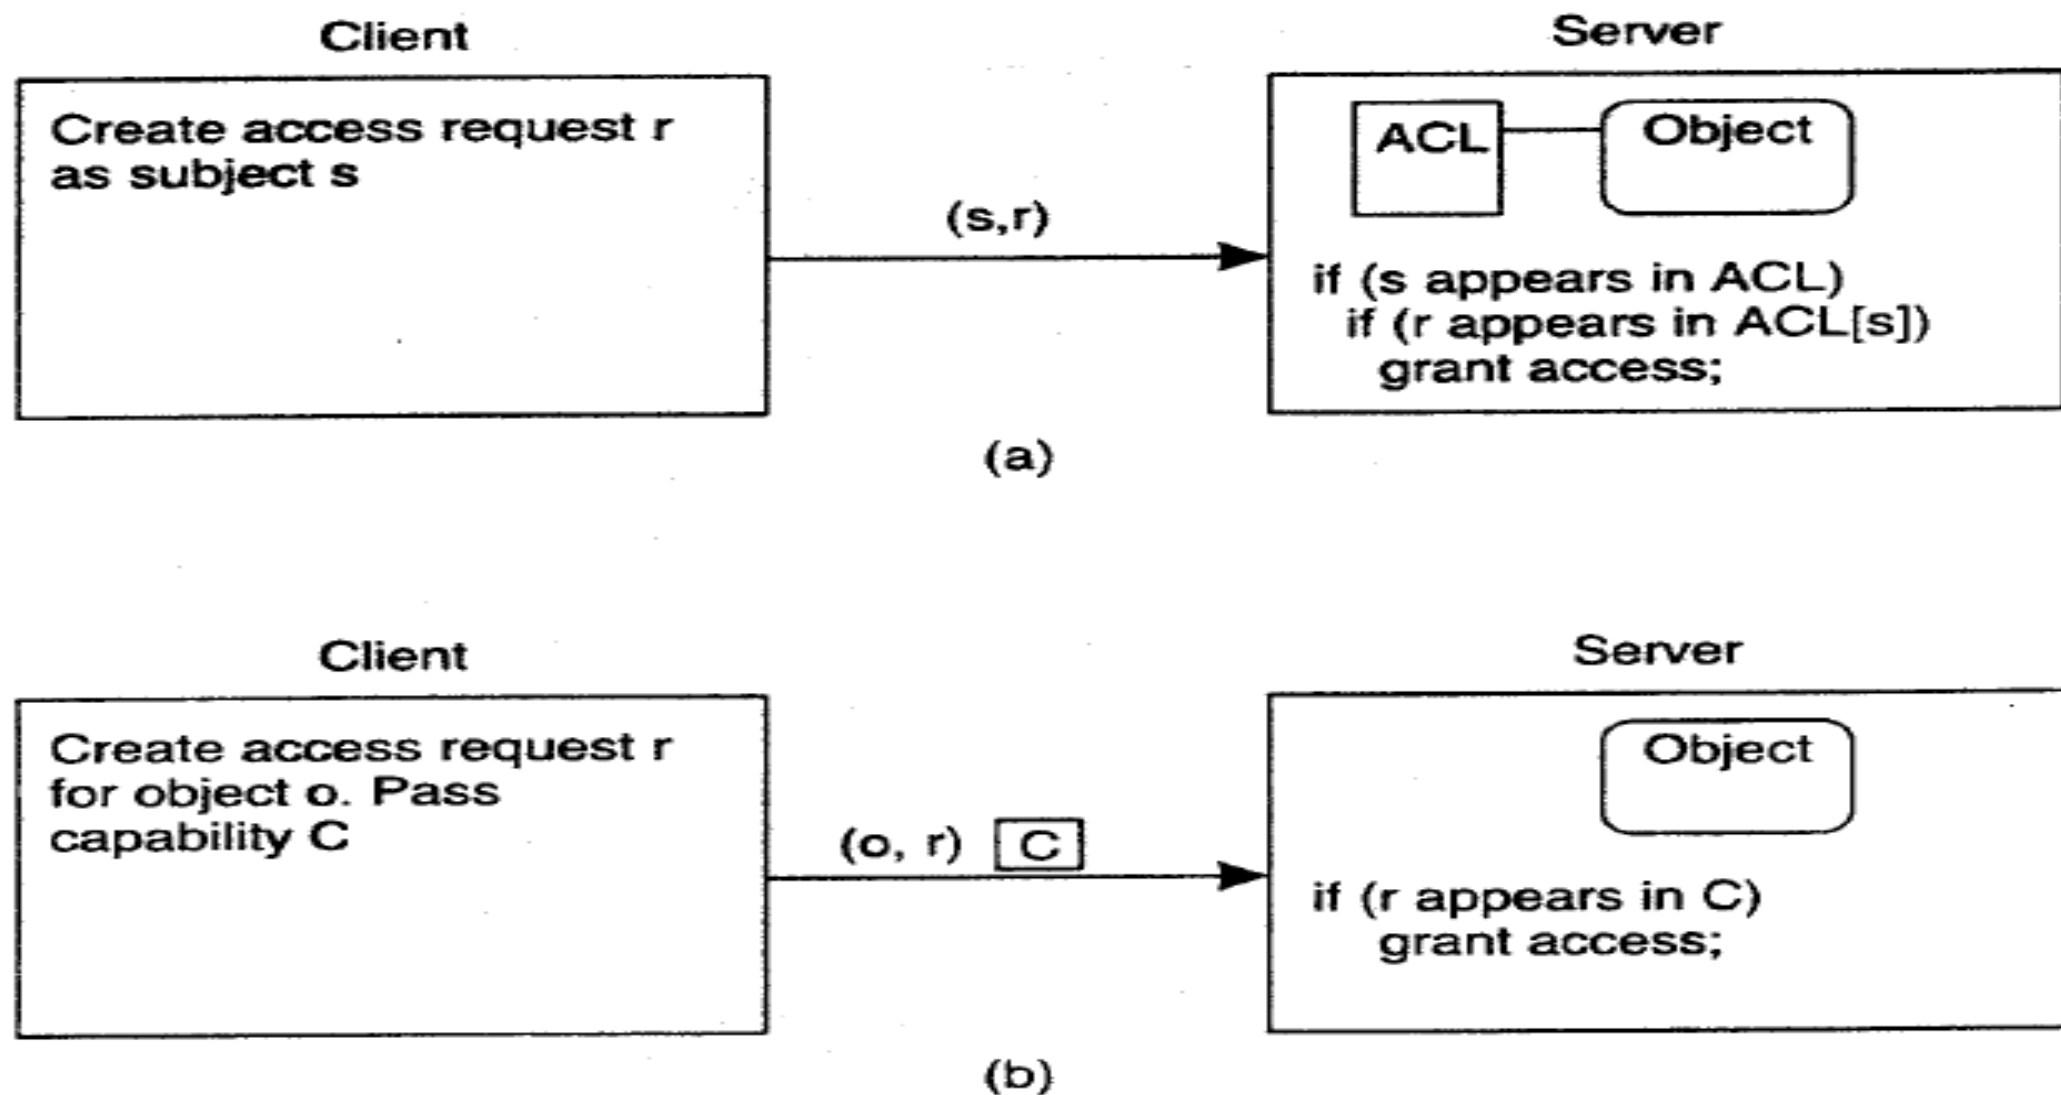 Client
Server
Create access request r
as subject s
(s,r)
ACL
Object
if (s appears in ACL)
if (r appears in ACL[s])
grant access;
(a)
Client
Server
Create access request r
for object o. Pass
capability C
(o, r) C
Object
if (r appears in C)
grant access;
(b)